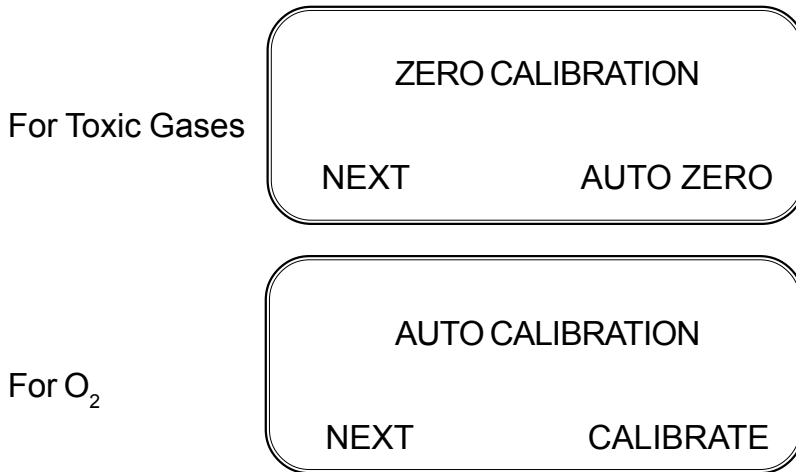 ZERO CALIBRATION
For Toxic Gases
NEXT AUTO ZERO
AUTO CALIBRATION
For O₂
NEXT CALIBRATE